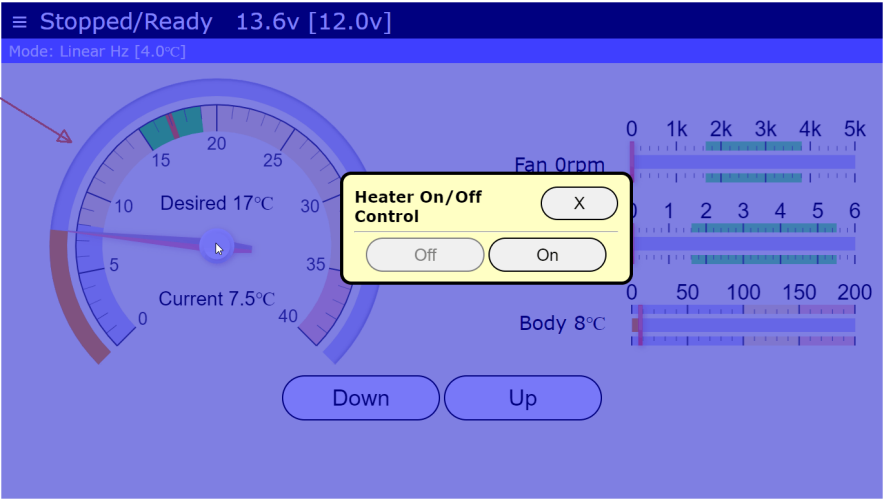 ≡ Stopped/Ready 13.6v [12.0v]
Mode: Linear Hz [4.0℃]
0 1k 2k 3k 4k 5k
20
15 25
Fan 0rpm
10 Desired 17℃ 30
Heater On/Off
Control
X
1 2 3 4 5 6
Off On
5 35
0 50 100 150 200
Current 7.5℃
0 40
Body 8℃
Down Up